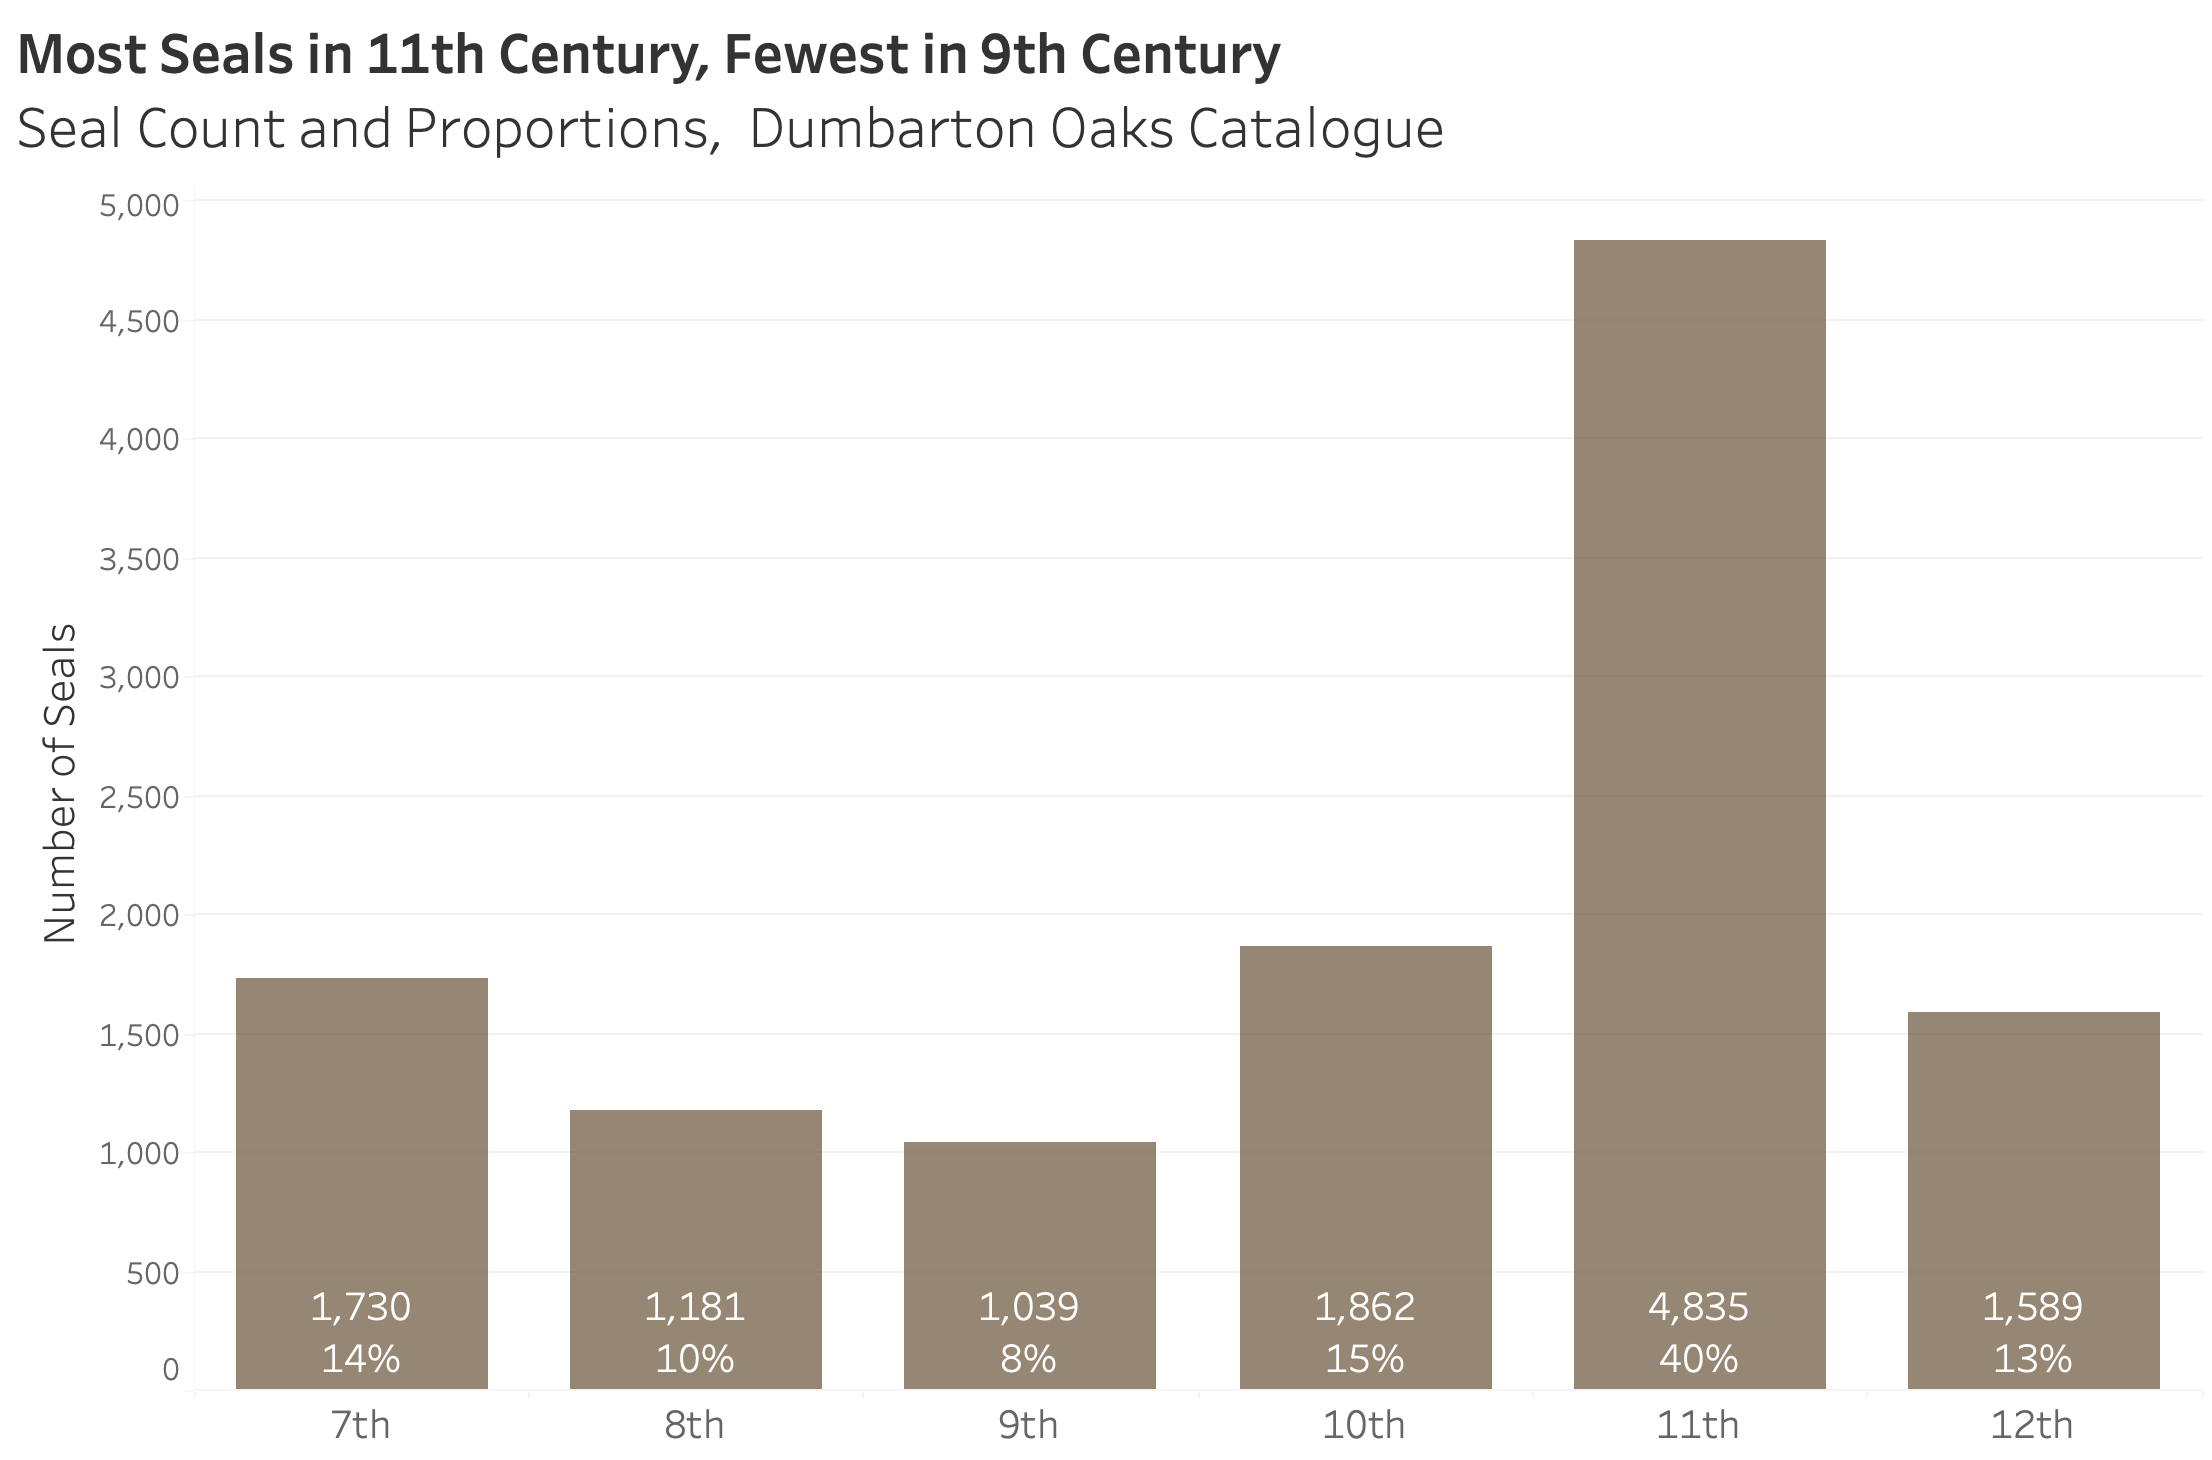 Most Seals in 11th Century, Fewest in 9th Century
Seal Count and Proportions, Dumbarton Oaks Catalogue
Number of Seals
5,000
4,500
4,000
3,500
3,000
2,500
2,000
1,500
1,000
500
0
1,730
14%
1,181
10%
1,039
8%
1,862
15%
4,835
40%
1,589
13%
7th
8th
9th
10th
11th
12th